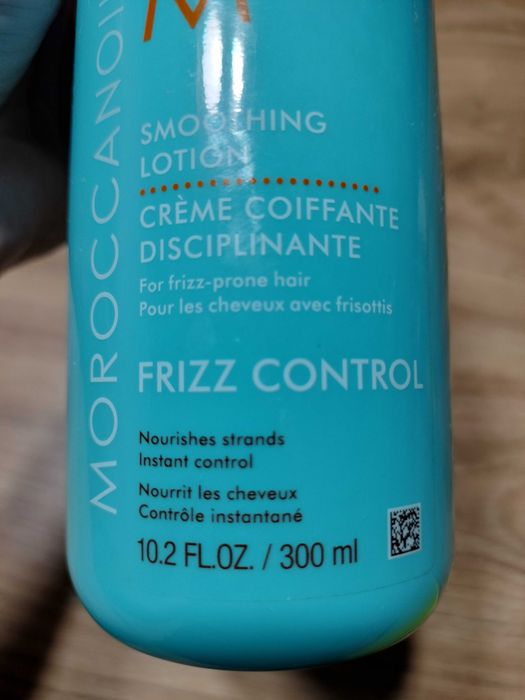 M
MOROCCANOI
SMOOTHING
LOTION
CRÈME COIFFANTE
DISCIPLINANTE
For frizz-prone hair
Pour les cheveux avec frisottis
FRIZZ CONTROL
Nourishes strands
Instant control
Nourrit les cheveux
Contrôle instantané
10.2 FL.OZ. / 300 ml